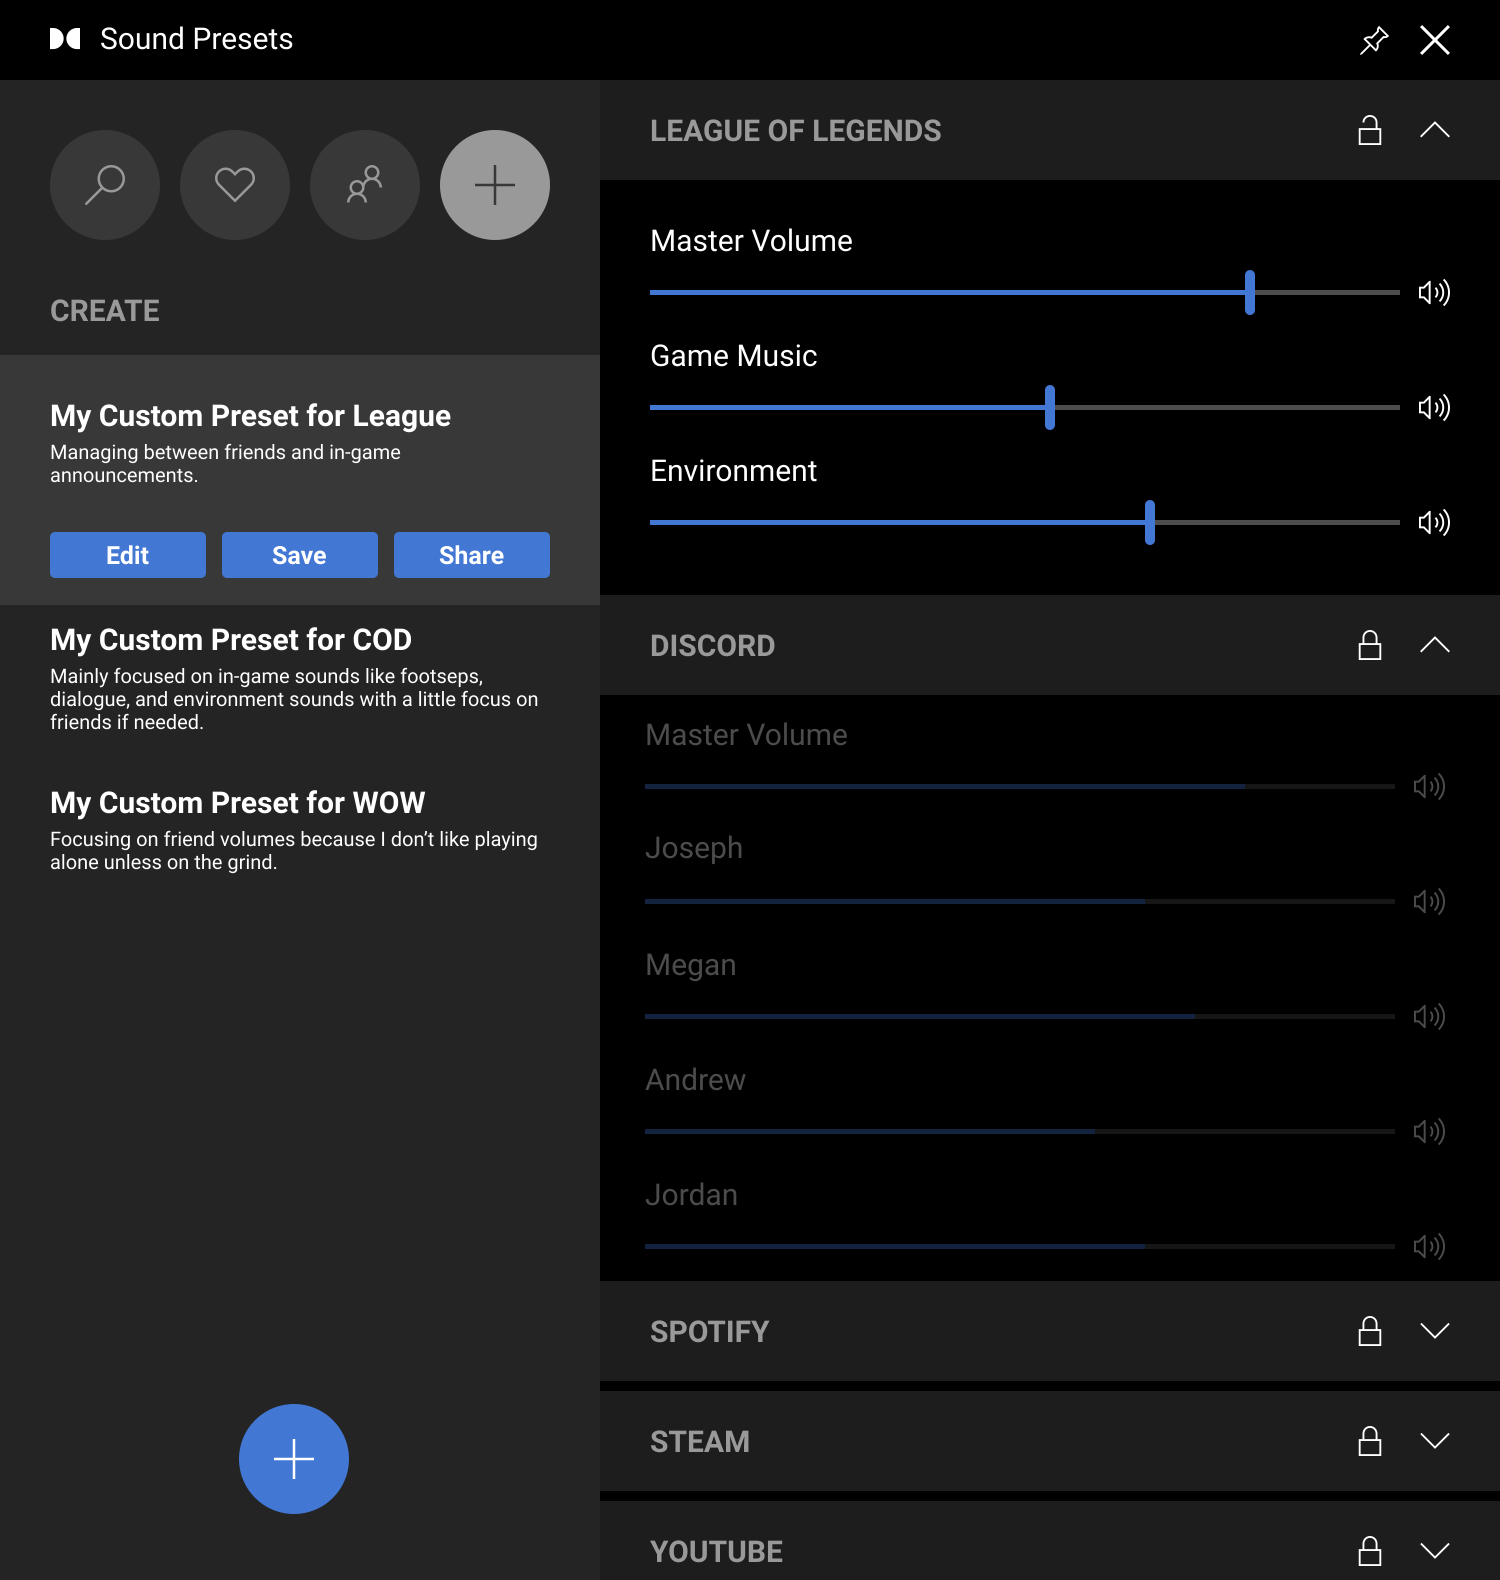 Sound Presets
CREATE
My Custom Preset for League
Managing between friends and in-game
announcements.
Edit
Save
Share
My Custom Preset for COD
Mainly focused on in-game sounds like footseps,
dialogue, and environment sounds with a little focus on
friends if needed.
My Custom Preset for WOW
Focusing on friend volumes because I don’t like playing
alone unless on the grind.
LEAGUE OF LEGENDS
Master Volume
Game Music
Environment
DISCORD
Master Volume
Joseph
Megan
Andrew
Jordan
SPOTIFY
STEAM
YOUTUBE